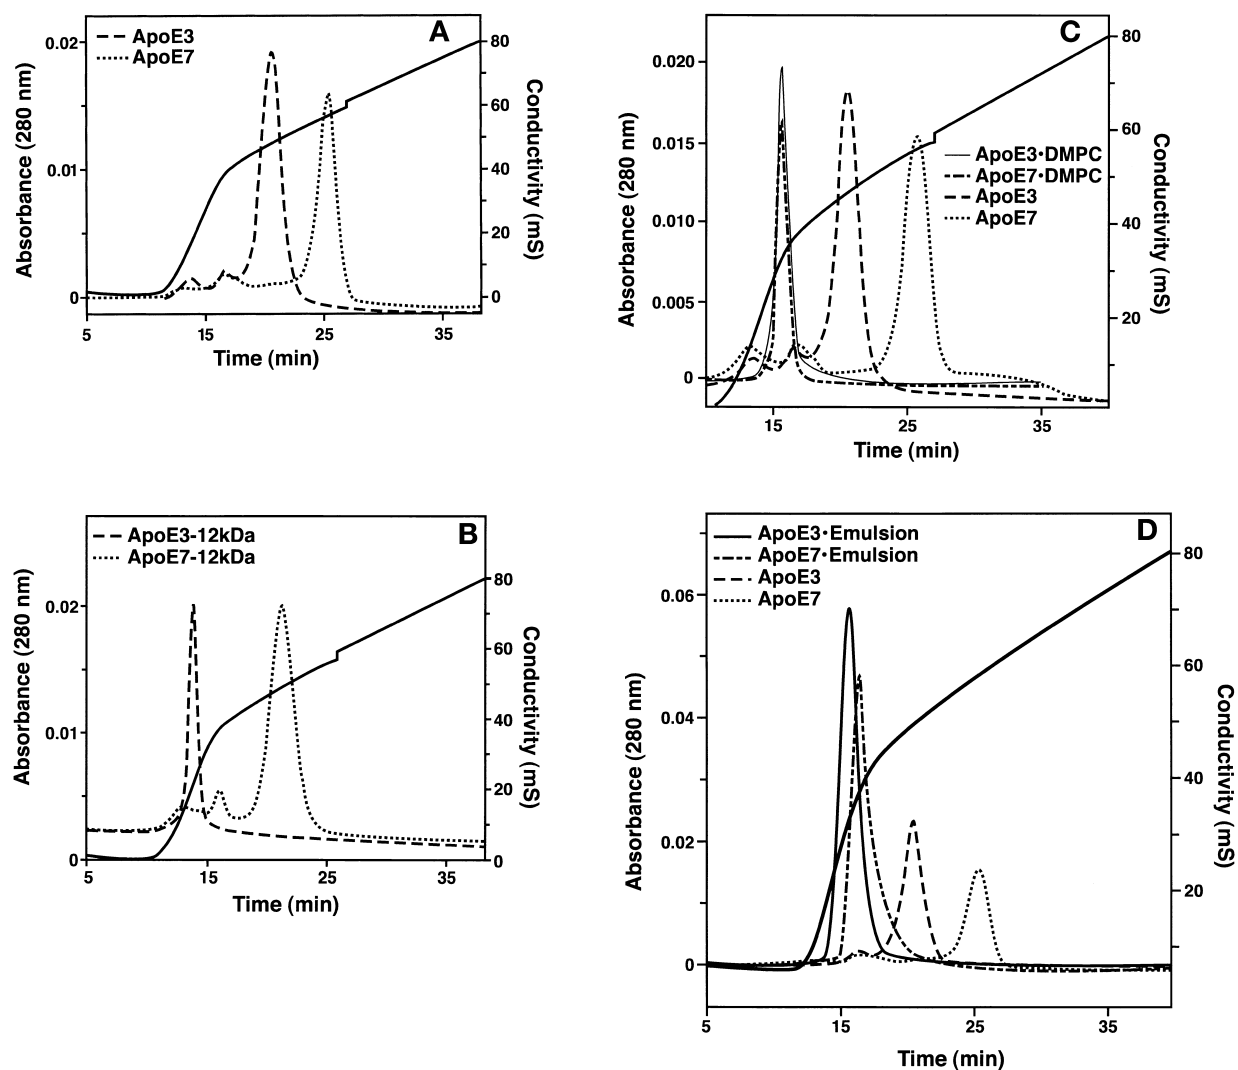 A
ApoE3
ApoE7
0.02
0.01
0
80
60
40
20
0
5
15
25
35
Absorbance (280 nm)
Conductivity (mS)
Time (min)
C
0.020
0.015
0.010
0.005
0
80
60
40
20
ApoE3•DMPC
ApoE7•DMPC
ApoE3
ApoE7
15
25
35
Absorbance (280 nm)
Conductivity (mS)
Time (min)
B
ApoE3-12kDa
ApoE7-12kDa
0.02
0.01
0
80
60
40
20
0
5
15
25
35
Absorbance (280 nm)
Conductivity (mS)
Time (min)
D
ApoE3•Emulsion
ApoE7•Emulsion
ApoE3
ApoE7
0.06
0.04
0.02
0
80
60
40
20
5
15
25
35
Absorbance (280 nm)
Conductivity (mS)
Time (min)